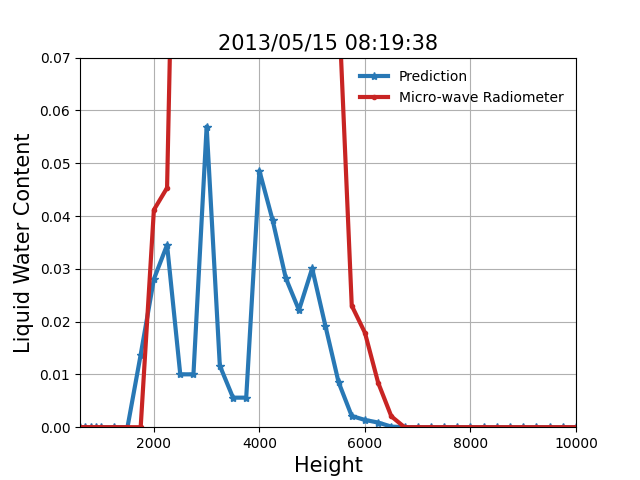 2013/05/15 08:19:38
Liquid Water Content
0.07
0.06
0.05
0.04
0.03
0.02
0.01
0.00
Prediction
Micro-wave Radiometer
2000 4000 6000 8000 10000
Height